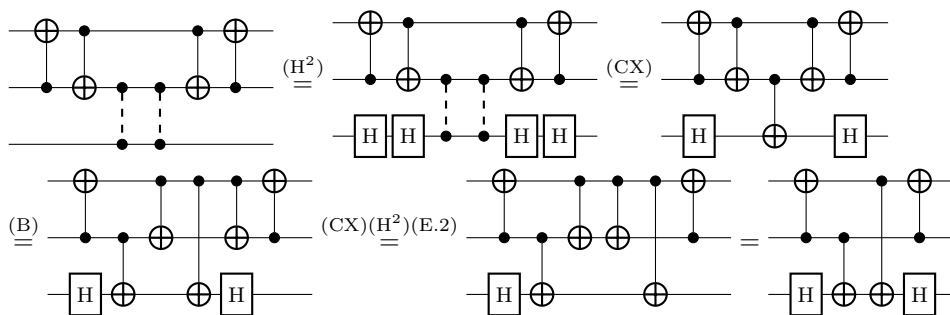 (H²) (CX)
= =
H H H H H H
(B) (CX)(H²)(E.2)
= = =
H H H H H